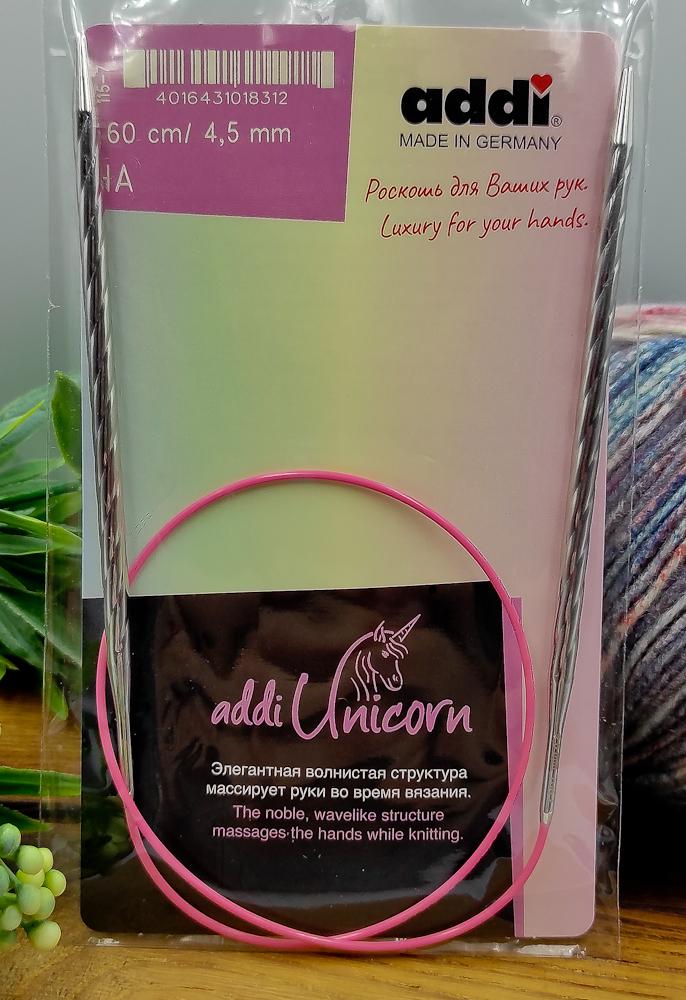 4016431018312
60 cm/ 4,5 mm
НА
addi®
MADE IN GERMANY
Роскошь для Ваших рук.
Luxury for your hands.
addi Unicorn
Элегантная волнистая структура
массирует руки во время вязания.
The noble, wavelike structure
massages the hands while knitting.